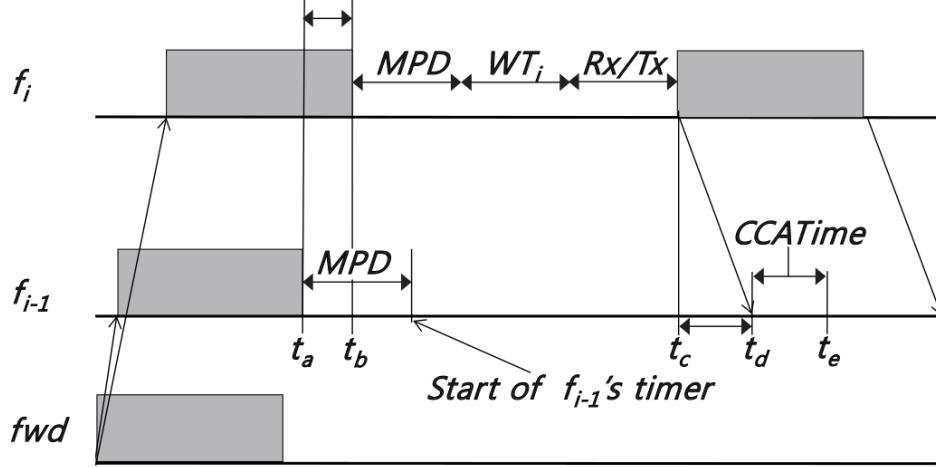 f_i MPD WT_i Rx/Tx
CCATime
MPD
f_{i-1}
t_a t_b t_c t_d t_e
Start of f_{i-1}'s timer
fwd